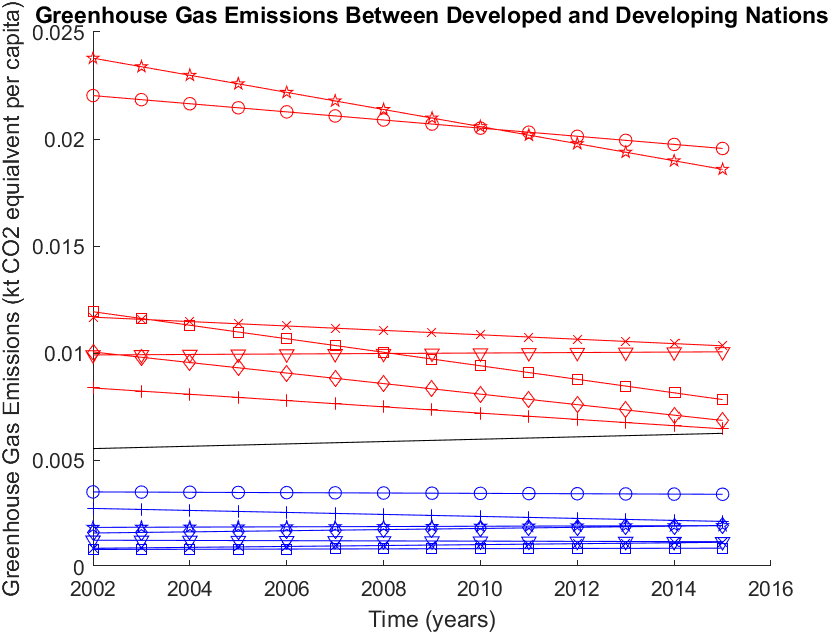 Greenhouse Gas Emissions Between Developed and Developing Nations
Greenhouse Gas Emissions (kt CO2 equialvent per capita)
0.025
0.02
0.015
0.01
0.005
0
2002 2004 2006 2008 2010 2012 2014 2016
Time (years)